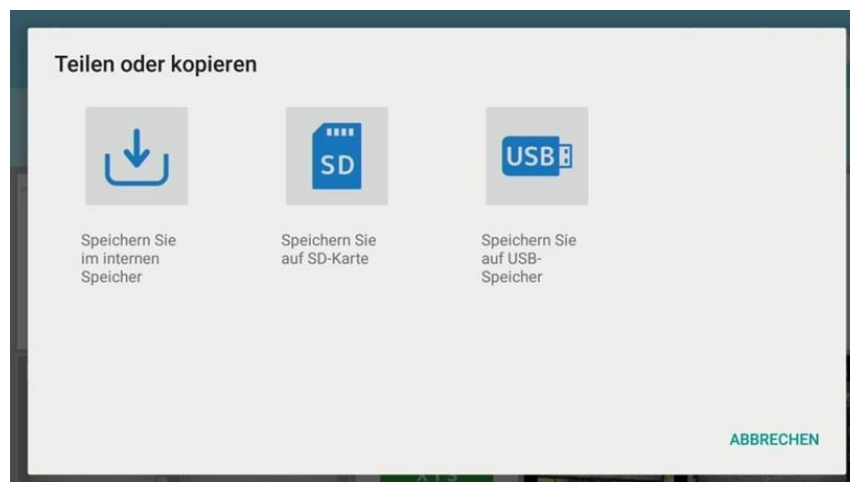 Teilen oder kopieren
SD
USB
Speichern Sie
im internen
Speicher
Speichern Sie
auf SD-Karte
Speichern Sie
auf USB-
Speicher
ABBRECHEN